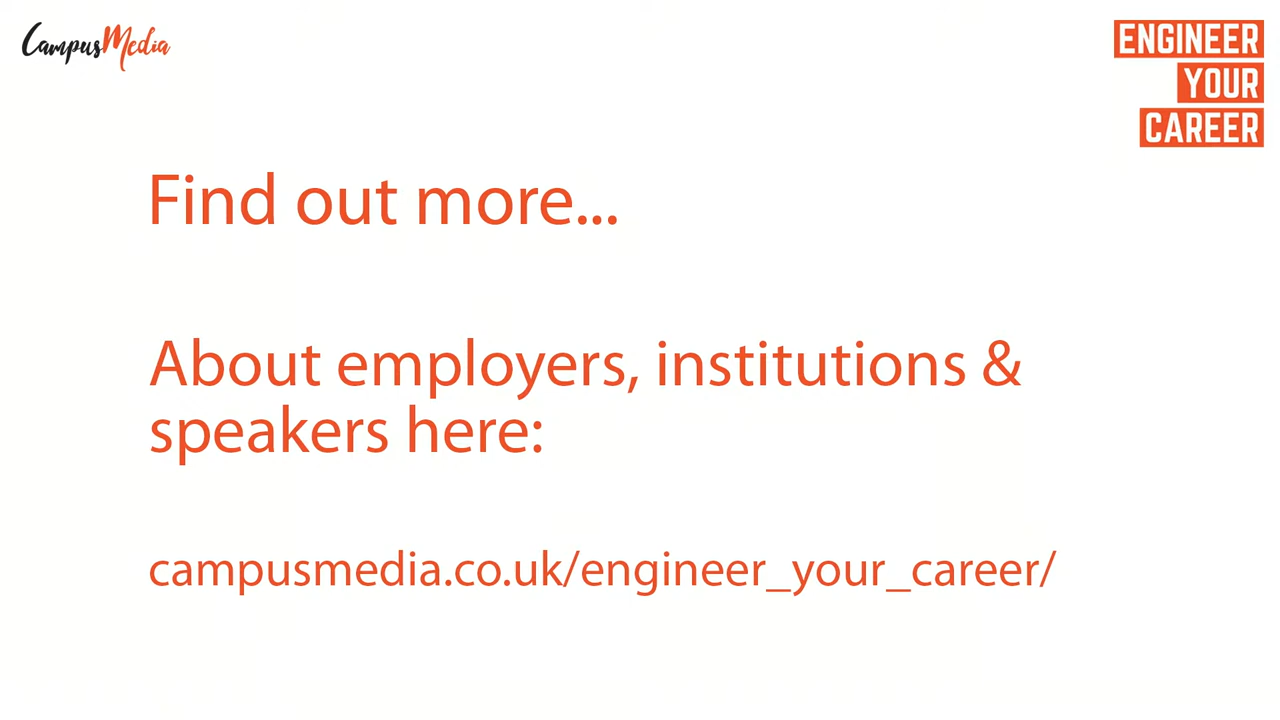 CampusMedia
ENGINEER
YOUR
CAREER
Find out more...
About employers, institutions &
speakers here:
campusmedia.co.uk/engineer_your_career/